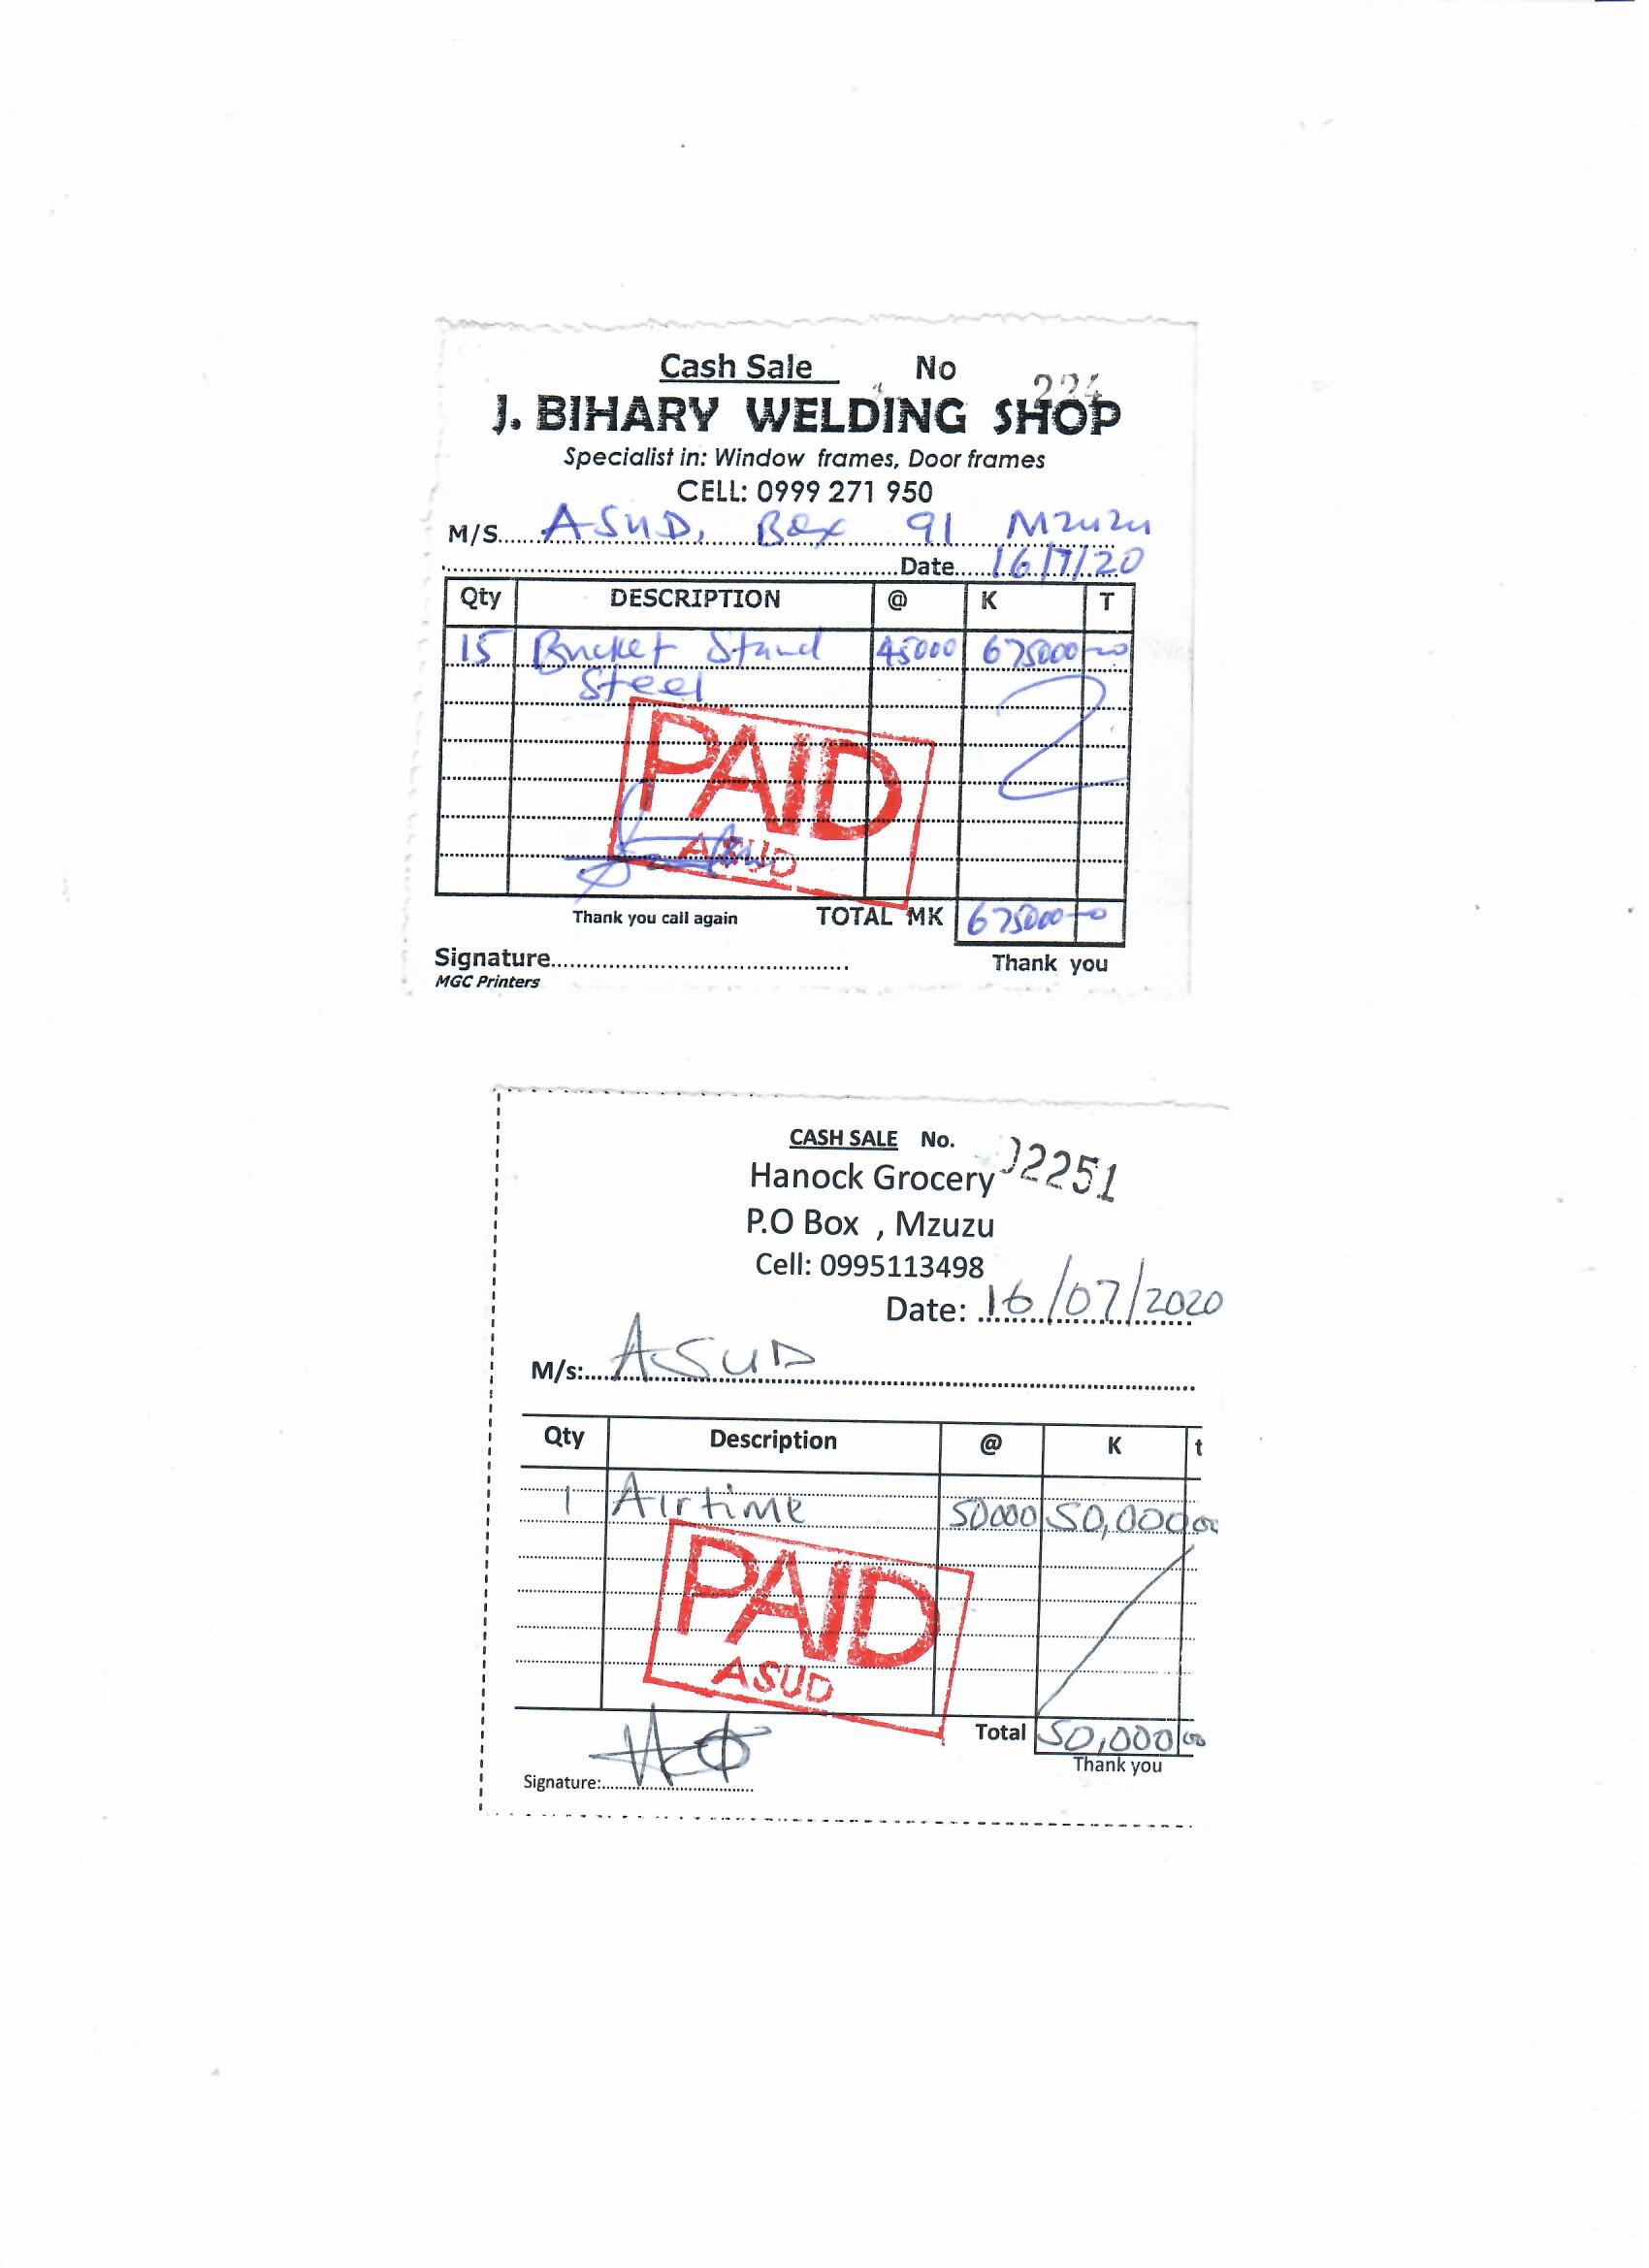 Cash Sale No
224
J. BIHARY WELDING SHOP
Specialist in: Window frames, Door frames
CELL: 0999 271 950
M/S ASUD, Box 91 Mzuzu
Date 16/7/20
Qty DESCRIPTION @ K T
15 Bucket Stand 45000 675000
Steel
PAID
ASUD
Thank you call again TOTAL MK 675000
Signature Thank you
MGC Printers
CASH SALE No. 02251
Hanock Grocery
P.O Box , Mzuzu
Cell: 0995113498
Date: 16/07/2020
M/s: ASUD
Qty Description @ K t
1 Airtime 50000 50,000 00
PAID
ASUD
Total 50,000 00
Thank you
Signature: